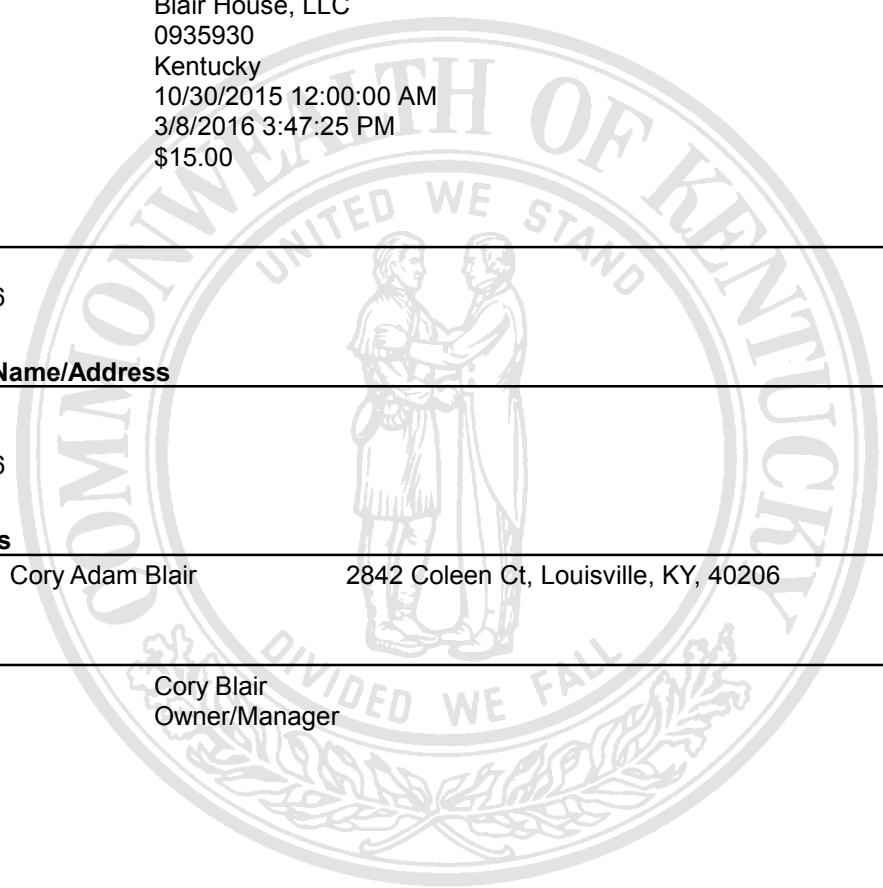 Blair House, LLC
0935930
Kentucky
10/30/2015 12:00:00 AM
3/8/2016 3:47:25 PM
$15.00
6
Name/Address
6
s
Cory Adam Blair 2842 Coleen Ct, Louisville, KY, 40206
Cory Blair
Owner/Manager
COMMONWEALTH OF KENTUCKY
UNITED WE STAND
DIVIDED WE FALL